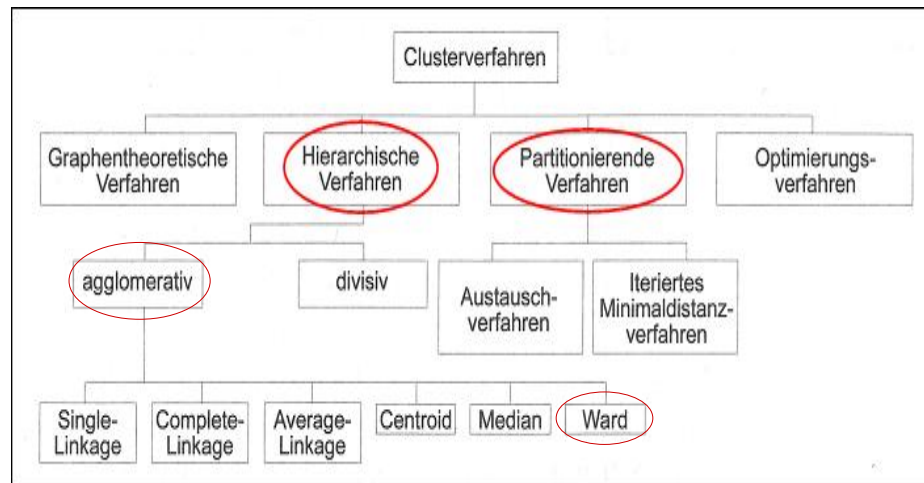 Clusterverfahren
Graphentheoretische
Verfahren
Hierarchische
Verfahren
Partitionierende
Verfahren
Optimierungs-
verfahren
agglomerativ
divisiv
Austausch-
verfahren
Iteriertes
Minimaldistanz-
verfahren
Single-
Linkage
Complete-
Linkage
Average-
Linkage
Centroid
Median
Ward